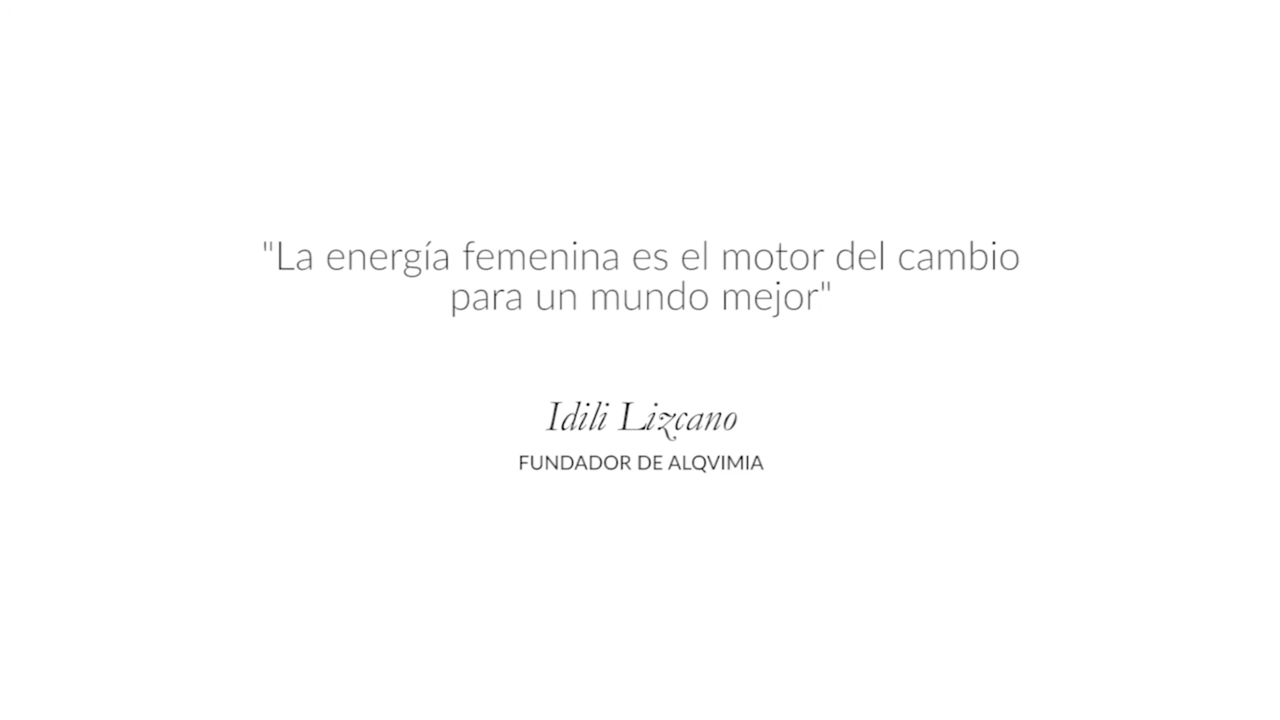 "La energía femenina es el motor del cambio
para un mundo mejor"
Idili Lizcano
FUNDADOR DE ALQVIMIA